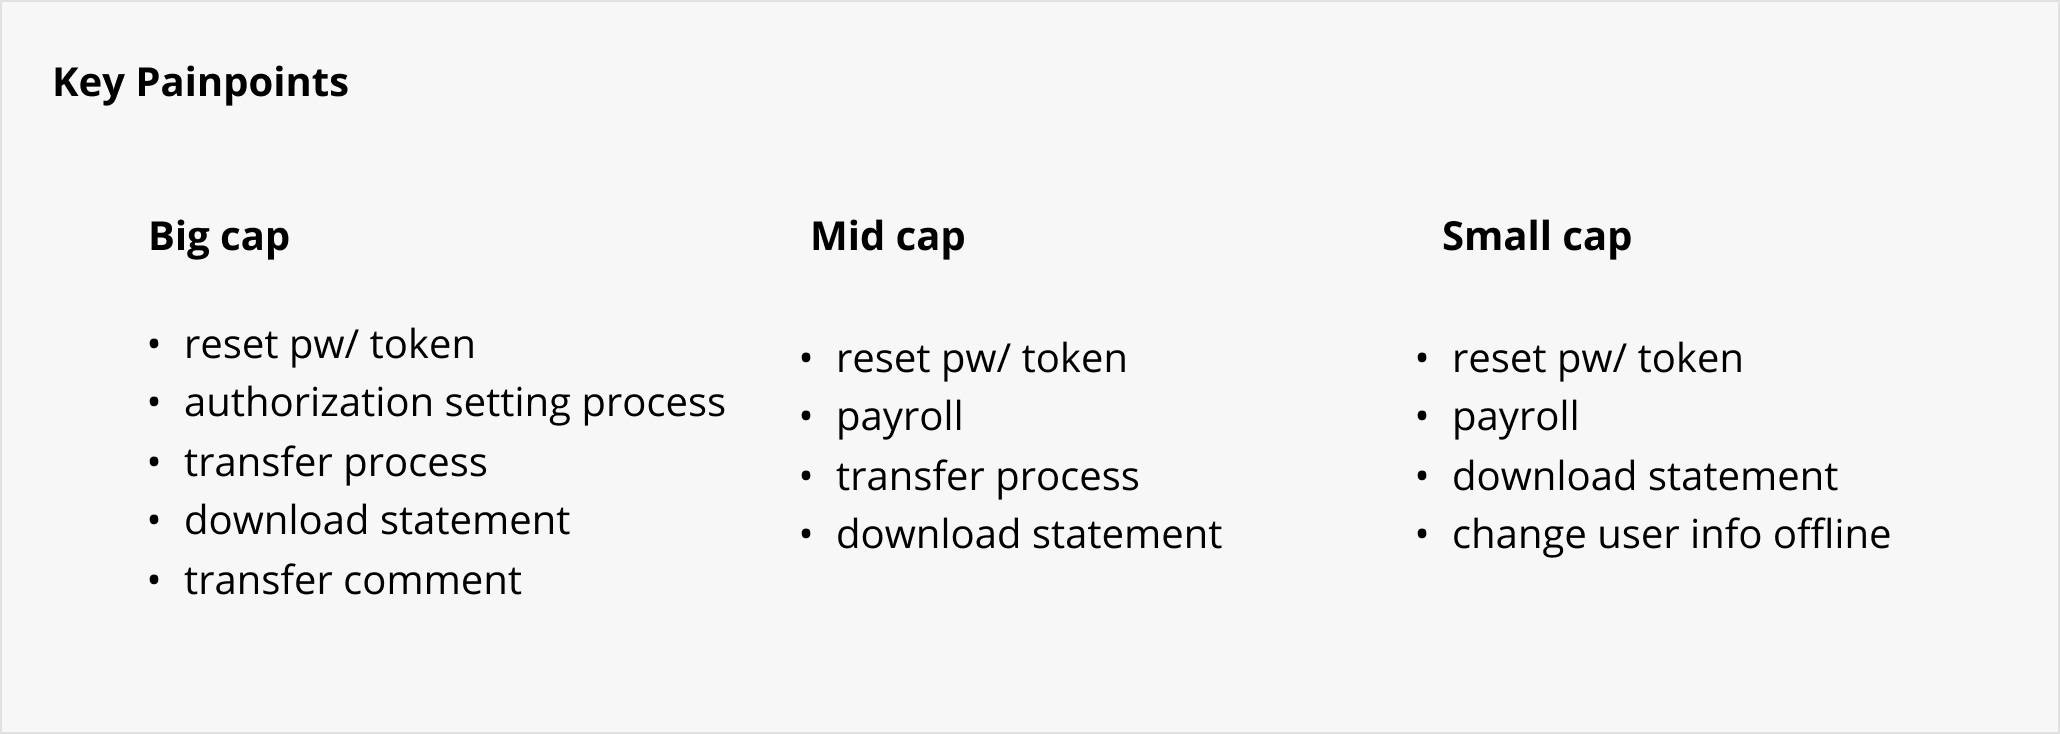 Key Painpoints
Big cap
• reset pw/ token
• authorization setting process
• transfer process
• download statement
• transfer comment
Mid cap
• reset pw/ token
• payroll
• transfer process
• download statement
Small cap
• reset pw/ token
• payroll
• download statement
• change user info offline